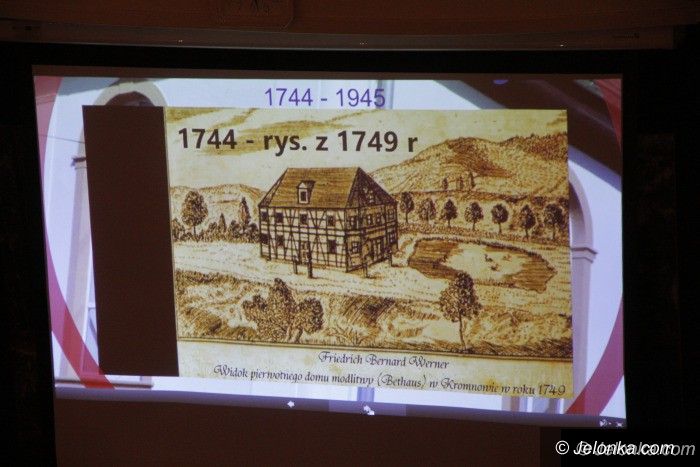 1744 - 1945
1744 - rys. z 1749 r
Friedrich Bernard Werner
Widok pierwotnego domu modlitwy (Bethaus) w Kromnowie w roku 1749
© Jelonka.com